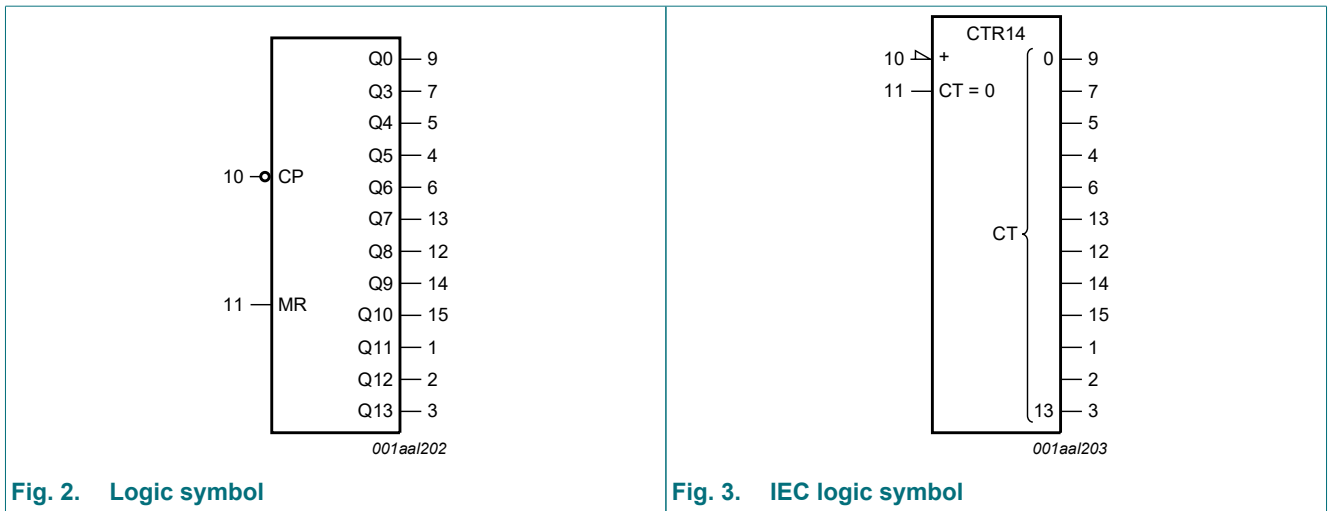 Q0 9
Q3 7
Q4 5
Q5 4
10 CP Q6 6
Q7 13
Q8 12
Q9 14
11 MR Q10 15
Q11 1
Q12 2
Q13 3
001aal202
Fig. 2. Logic symbol
CTR14
10 + 0 9
11 CT = 0 7
5
4
6
13
CT 12
14
15
1
2
13 3
001aal203
Fig. 3. IEC logic symbol